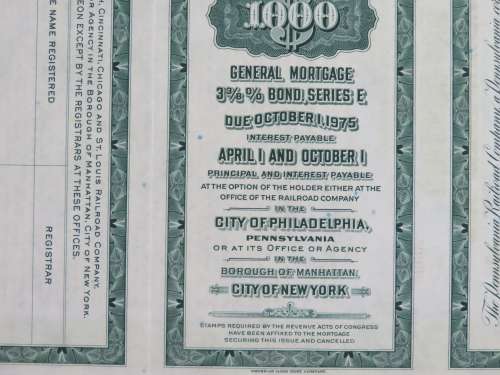 1000
$
GENERAL MORTGAGE
BOND, SERIES E,
DUE OCTOBER 1, 1975
INTEREST PAYABLE
APRIL 1 AND OCTOBER 1
PRINCIPAL AND INTEREST PAYABLE
AT THE OPTION OF THE HOLDER EITHER AT THE
OFFICE OF THE RAILROAD COMPANY
IN THE
CITY OF PHILADELPHIA,
PENNSYLVANIA
OR AT ITS OFFICE OR AGENCY
IN THE
BOROUGH OF MANHATTAN,
CITY OF NEW YORK
STAMPS REQUIRED BY THE REVENUE ACTS OF CONGRESS
HAVE BEEN AFFIXED TO THE MORTGAGE
SECURING THIS ISSUE AND CANCELLED
AMERICAN BANK NOTE COMPANY.
CINCINNATI, CHICAGO AND ST. LOUIS RAILROAD COMPANY,
AGENCY IN THE BOROUGH OF MANHATTAN, CITY OF NEW YORK.
EXCEPT BY THE REGISTRARS AT THESE OFFICES.
NAME REGISTERED
REGISTRAR
The Pennsylvania Railroad Company